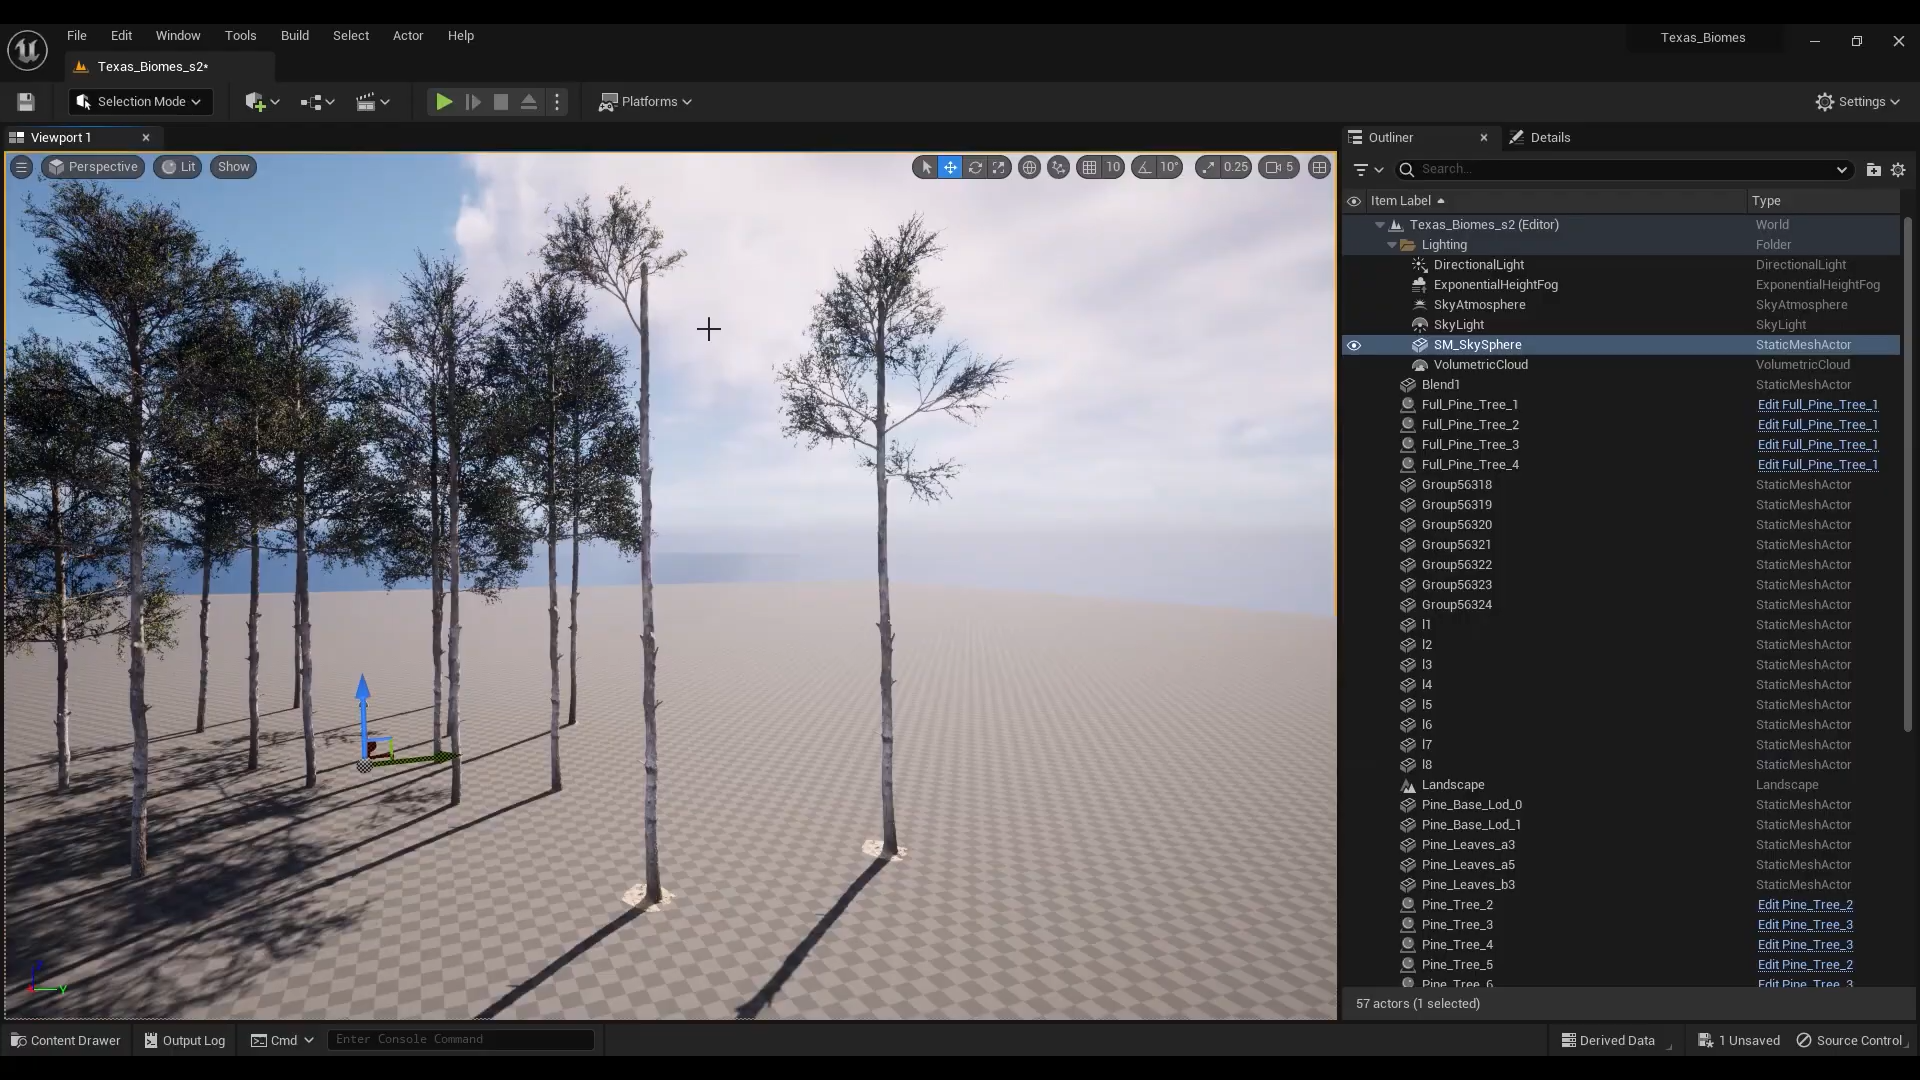 File Edit Window Tools Build Select Actor Help
Texas_Biomes
Texas_Biomes_s2*
Selection Mode
Platforms
Settings
Viewport 1
Outliner
Details
Perspective
Lit
Show
10
10°
0.25
5
Search...
Item Label
Type
Texas_Biomes_s2 (Editor) World
Lighting Folder
DirectionalLight DirectionalLight
ExponentialHeightFog ExponentialHeightFog
SkyAtmosphere SkyAtmosphere
SkyLight SkyLight
SM_SkySphere StaticMeshActor
VolumetricCloud VolumetricCloud
Blend1 StaticMeshActor
Full_Pine_Tree_1 Edit Full_Pine_Tree_1
Full_Pine_Tree_2 Edit Full_Pine_Tree_1
Full_Pine_Tree_3 Edit Full_Pine_Tree_1
Full_Pine_Tree_4 Edit Full_Pine_Tree_1
Group56318 StaticMeshActor
Group56319 StaticMeshActor
Group56320 StaticMeshActor
Group56321 StaticMeshActor
Group56322 StaticMeshActor
Group56323 StaticMeshActor
Group56324 StaticMeshActor
l1 StaticMeshActor
l2 StaticMeshActor
l3 StaticMeshActor
l4 StaticMeshActor
l5 StaticMeshActor
l6 StaticMeshActor
l7 StaticMeshActor
l8 StaticMeshActor
Landscape Landscape
Pine_Base_Lod_0 StaticMeshActor
Pine_Base_Lod_1 StaticMeshActor
Pine_Leaves_a3 StaticMeshActor
Pine_Leaves_a5 StaticMeshActor
Pine_Leaves_b3 StaticMeshActor
Pine_Tree_2 Edit Pine_Tree_2
Pine_Tree_3 Edit Pine_Tree_3
Pine_Tree_4 Edit Pine_Tree_3
Pine_Tree_5 Edit Pine_Tree_2
Pine_Tree_6 Edit Pine_Tree_3
57 actors (1 selected)
Y
Content Drawer
Output Log
Cmd
Enter Console Command
Derived Data
1 Unsaved
Source Control